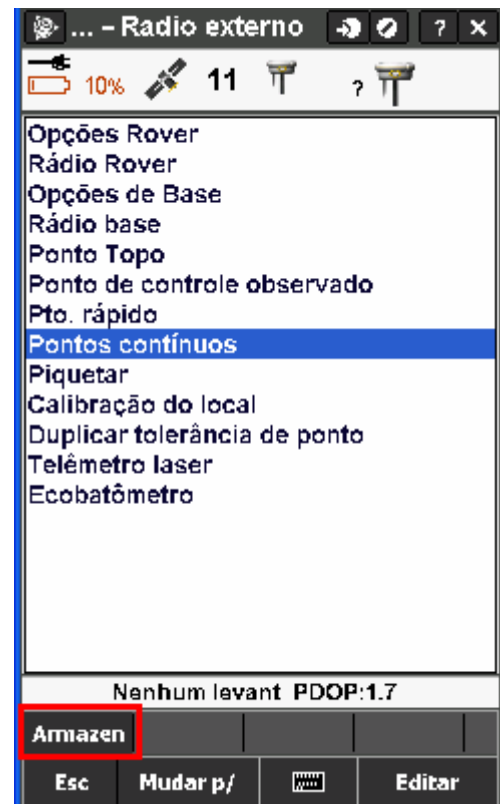 ... – Radio externo ? ×
10% 11 ?
Opções Rover
Rádio Rover
Opções de Base
Rádio base
Ponto Topo
Ponto de controle observado
Pto. rápido
Pontos contínuos
Piquetar
Calibração do local
Duplicar tolerância de ponto
Telêmetro laser
Ecobatômetro
Nenhum levant PDOP:1.7
Armazen
Esc Mudar p/ Editar